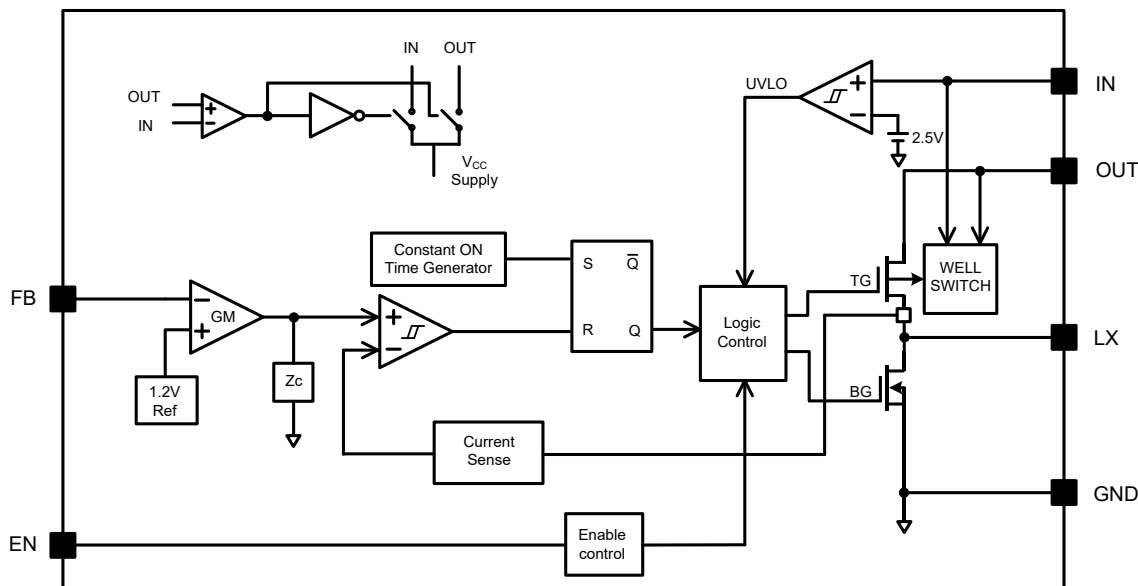 IN
OUT
OUT
IN
V_CC
Supply
UVLO
IN
2.5V
OUT
Constant ON
Time Generator
S
Q̅
R
Q
FB
GM
1.2V
Ref
Zc
Logic
Control
TG
WELL
SWITCH
LX
BG
Current
Sense
GND
EN
Enable
control